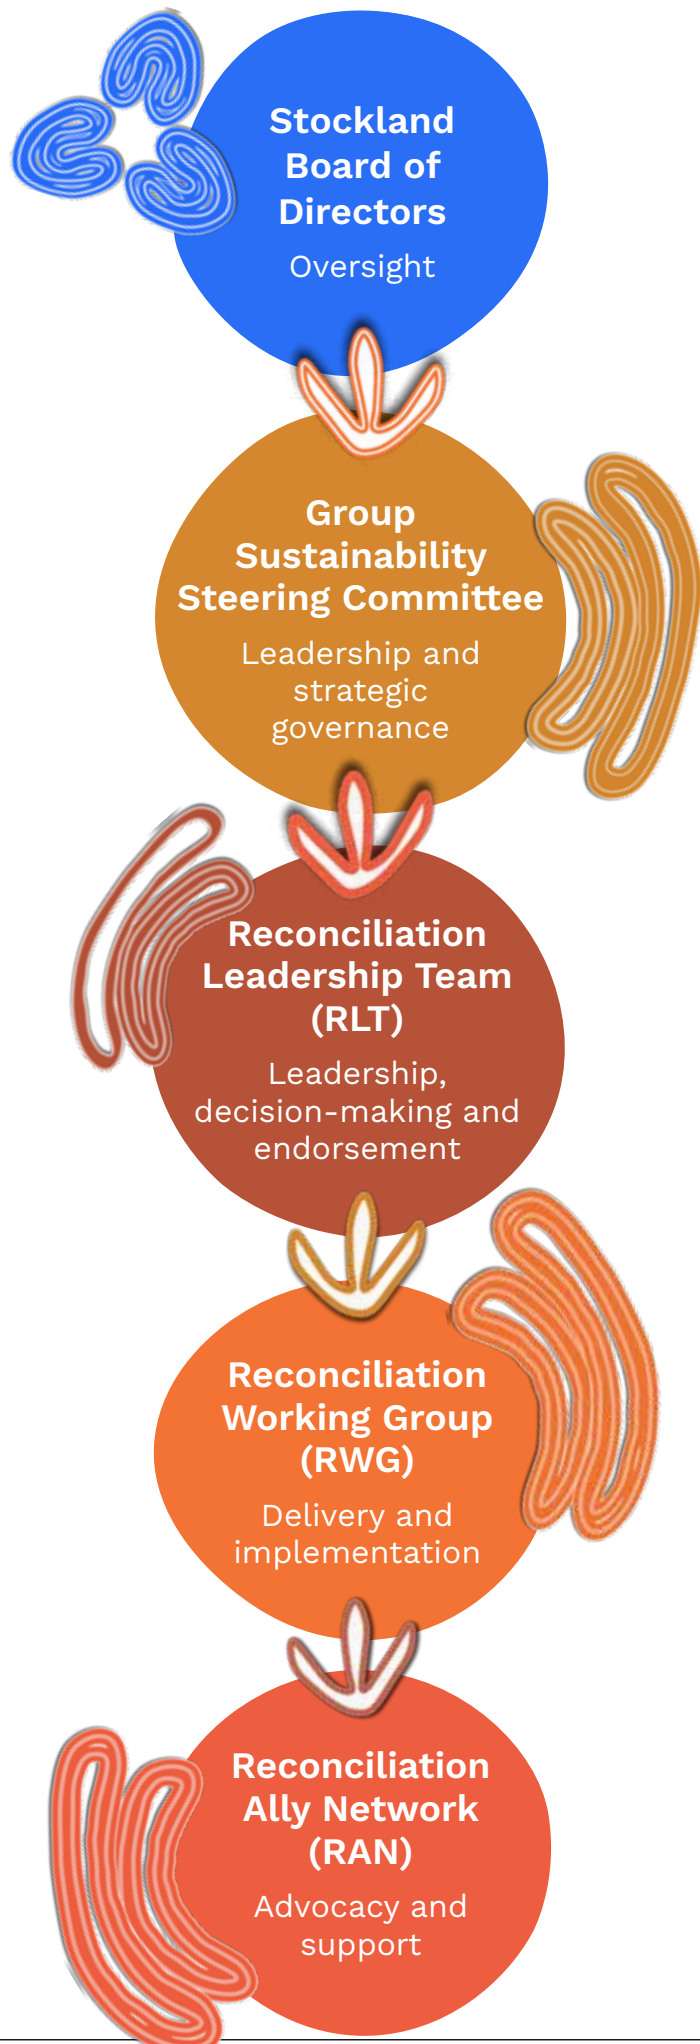 Stockland
Board of
Directors
Oversight
Group
Sustainability
Steering Committee
Leadership and
strategic
governance
Reconciliation
Leadership Team
(RLT)
Leadership,
decision-making and
endorsement
Reconciliation
Working Group
(RWG)
Delivery and
implementation
Reconciliation
Ally Network
(RAN)
Advocacy and
support